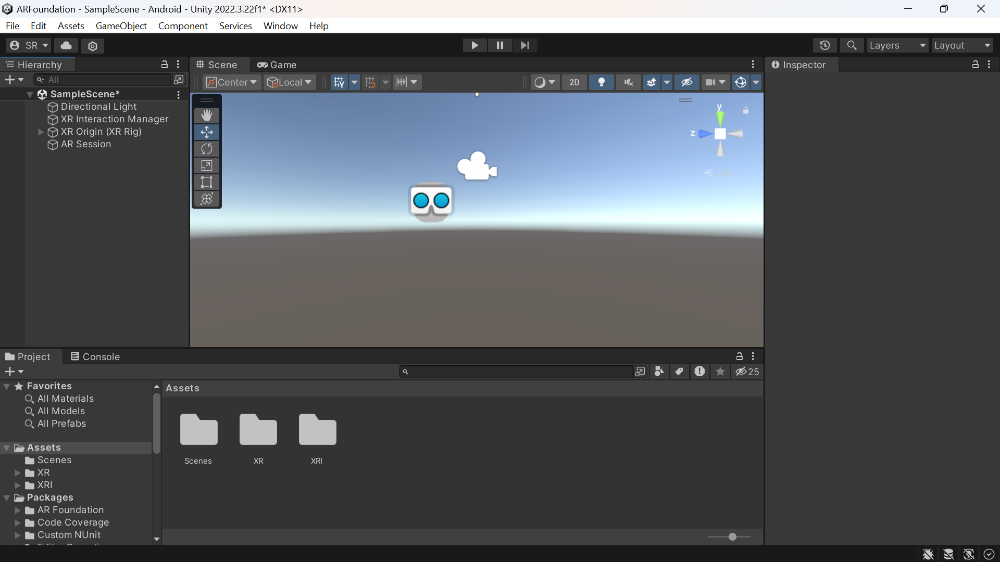 ARFoundation - SampleScene - Android - Unity 2022.3.22f1* <DX11>
File Edit Assets GameObject Component Services Window Help
SR Layers Layout
Hierarchy Scene Game Inspector
All Center Local 2D
SampleScene*
Directional Light
XR Interaction Manager
XR Origin (XR Rig)
AR Session
y
z
Project Console
25
Favorites Assets
All Materials
All Models
All Prefabs
Assets
Scenes
XR
XRI
Packages
AR Foundation
Code Coverage
Custom NUnit
Scenes XR XRI